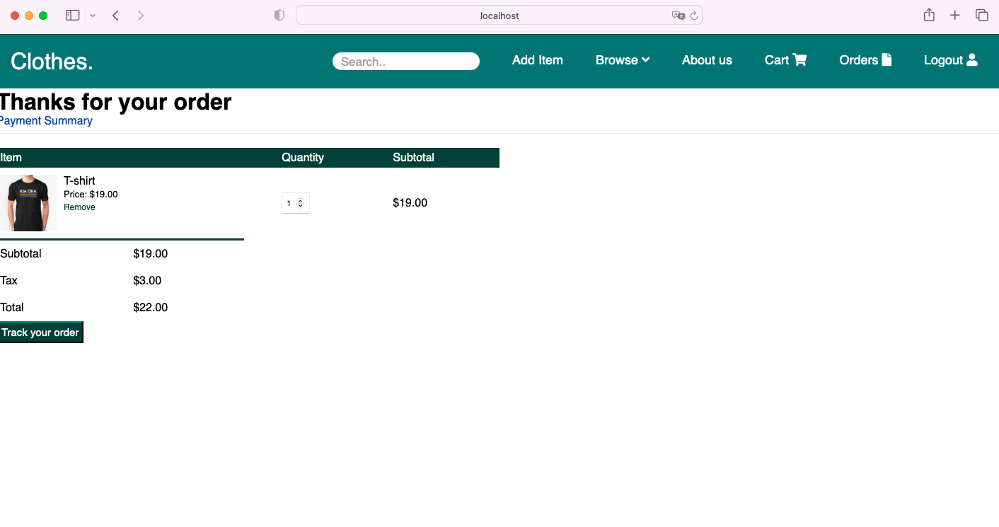 localhost
Clothes.
Search..
Add Item
Browse
About us
Cart
Orders
Logout
Thanks for your order
Payment Summary
Item Quantity Subtotal
KIA ORA
T-shirt
Price: $19.00
Remove
1
$19.00
Subtotal $19.00
Tax $3.00
Total $22.00
Track your order